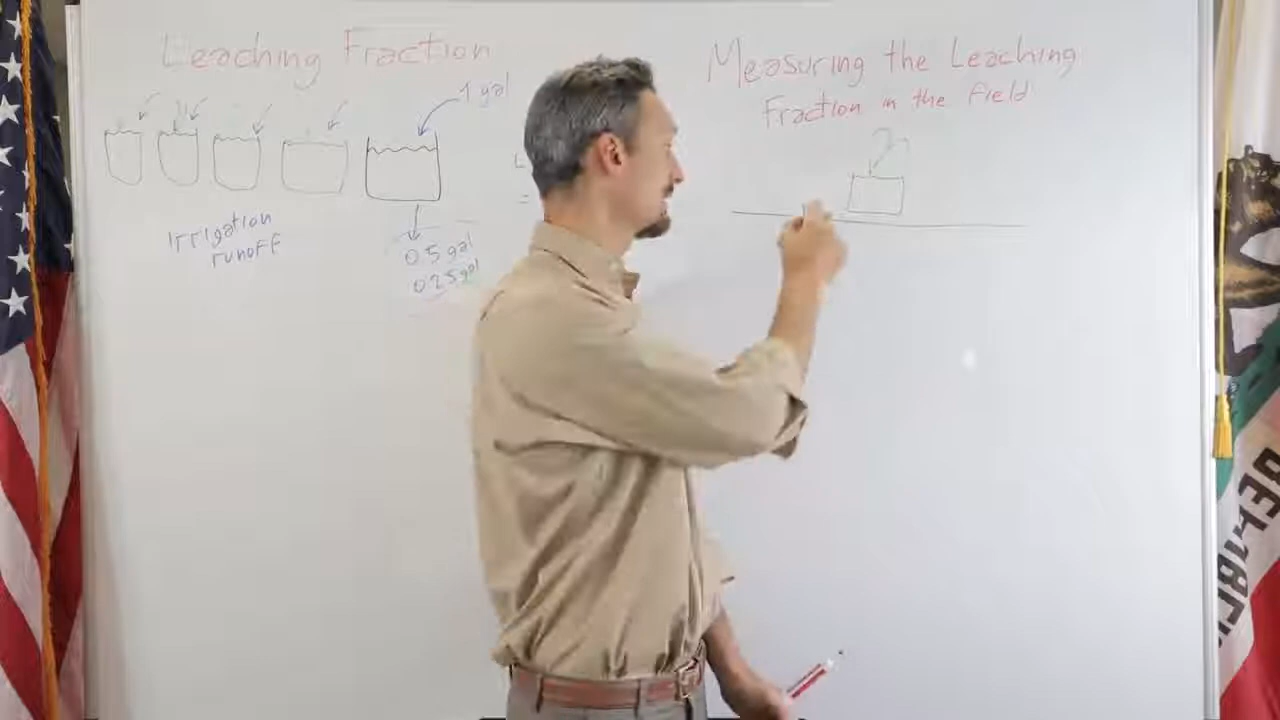 Leaching Fraction
1 gal
Irrigation
runoff
0.5 gal
0.25 gal
L
=
Measuring the Leaching
Fraction in the field